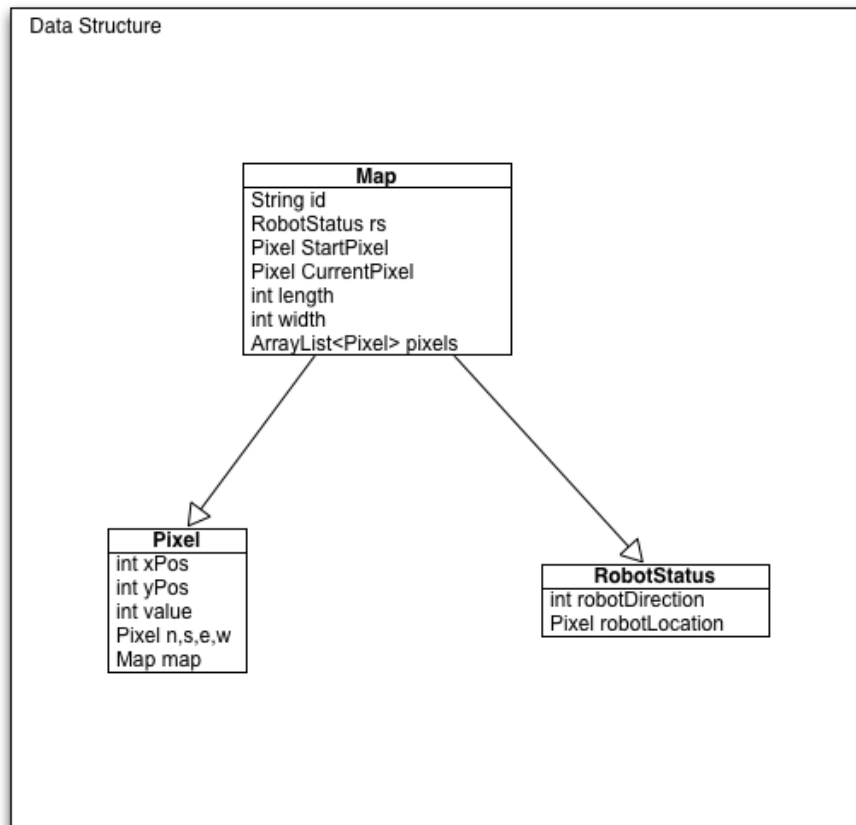 Data Structure
Map
String id
RobotStatus rs
Pixel StartPixel
Pixel CurrentPixel
int length
int width
ArrayList<Pixel> pixels
Pixel
int xPos
int yPos
int value
Pixel n,s,e,w
Map map
RobotStatus
int robotDirection
Pixel robotLocation